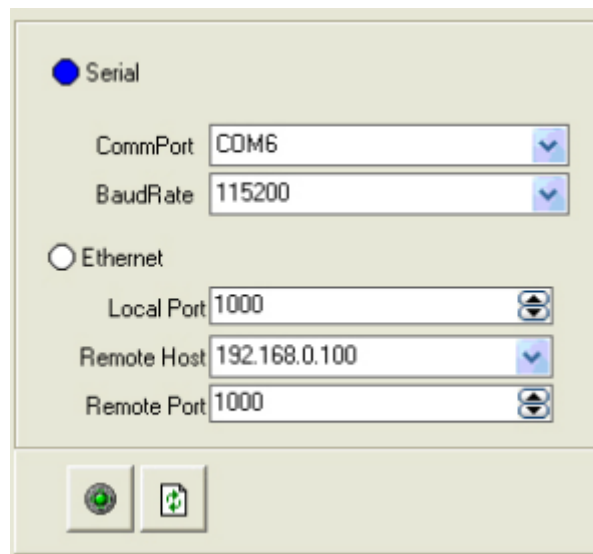 Serial
CommPort COM6
BaudRate 115200
Ethernet
Local Port 1000
Remote Host 192.168.0.100
Remote Port 1000